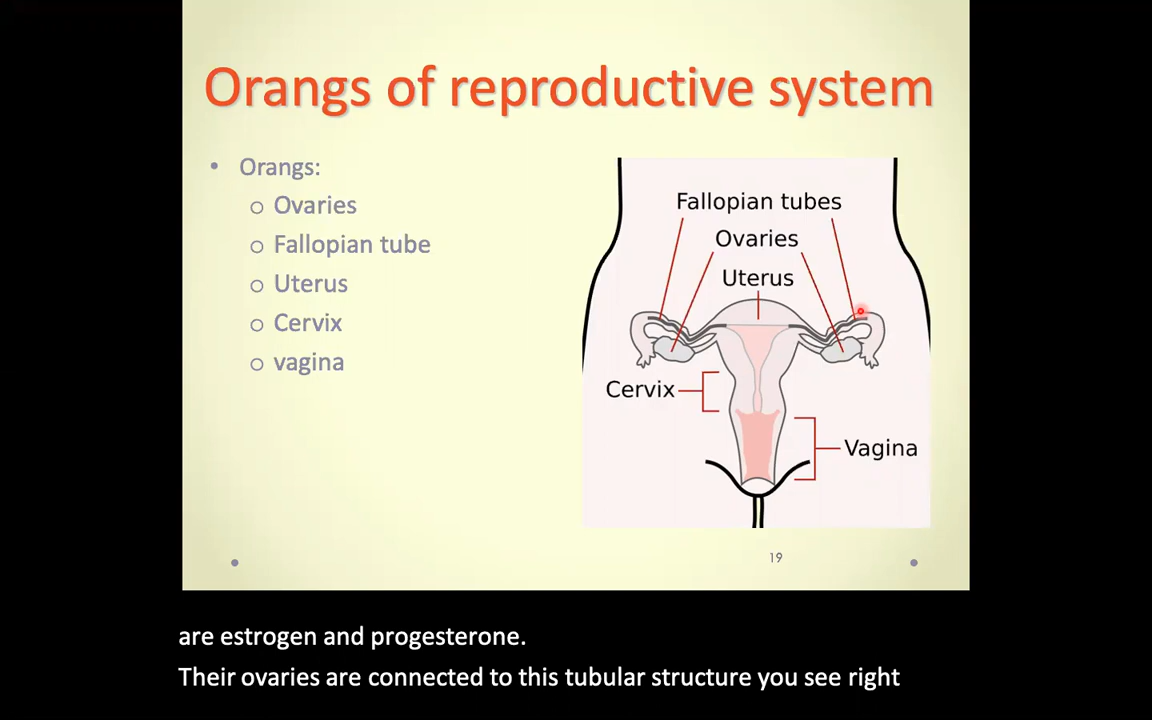 Orangs of reproductive system
• Orangs:
o Ovaries
o Fallopian tube
o Uterus
o Cervix
o vagina
Fallopian tubes
Ovaries
Uterus
Cervix
Vagina
19
are estrogen and progesterone.
Their ovaries are connected to this tubular structure you see right